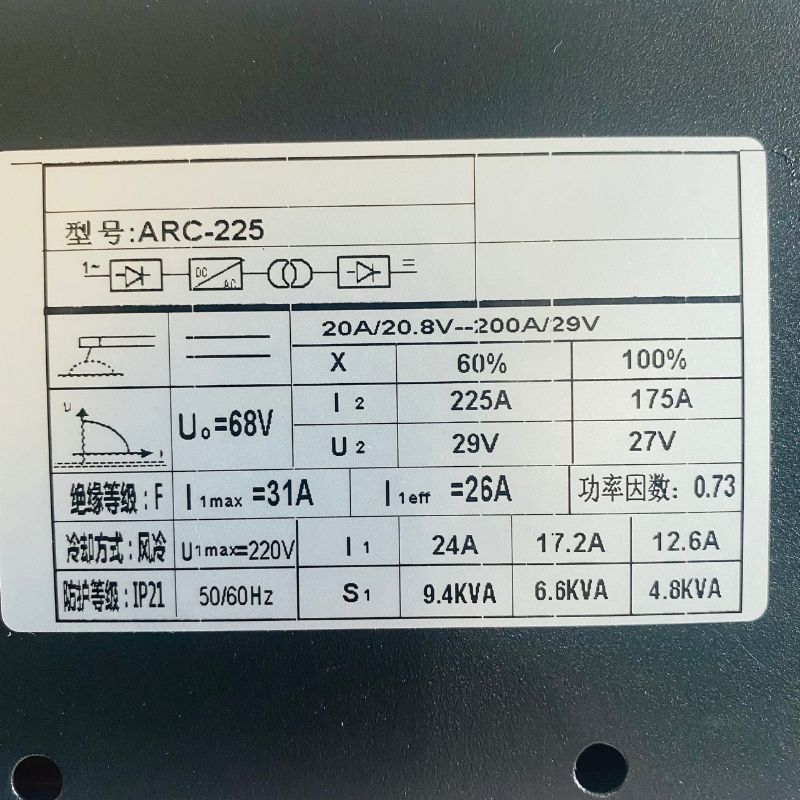 型号:ARC-225
1~
DC
AC
20A/20.8V--200A/29V
X 60% 100%
I 2 225A 175A
U U₀=68V U 2 29V 27V
I
绝缘等级:F I1max =31A I1eff =26A 功率因数: 0.73
冷却方式:风冷 U1max=220V I 1 24A 17.2A 12.6A
防护等级:IP21 50/60Hz S1 9.4KVA 6.6KVA 4.8KVA